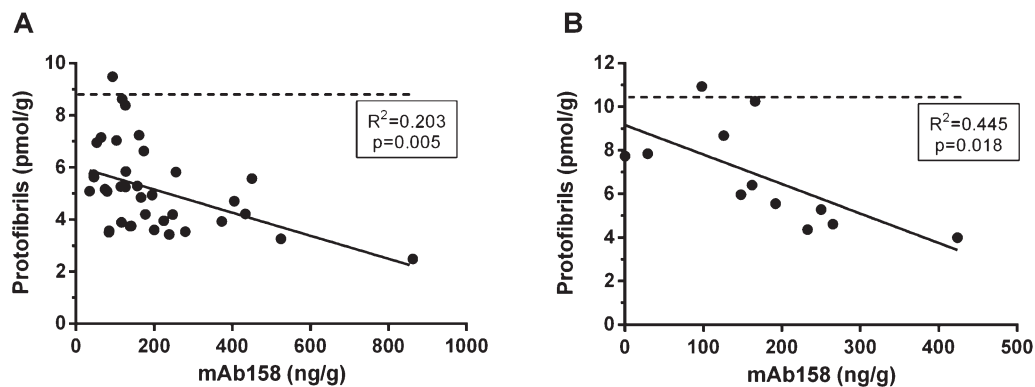 A
Protofibrils (pmol/g)
10
8
6
4
2
0
R²=0.203
p=0.005
0 200 400 600 800 1000
mAb158 (ng/g)
B
Protofibrils (pmol/g)
12
10
8
6
4
2
0
R²=0.445
p=0.018
0 100 200 300 400 500
mAb158 (ng/g)